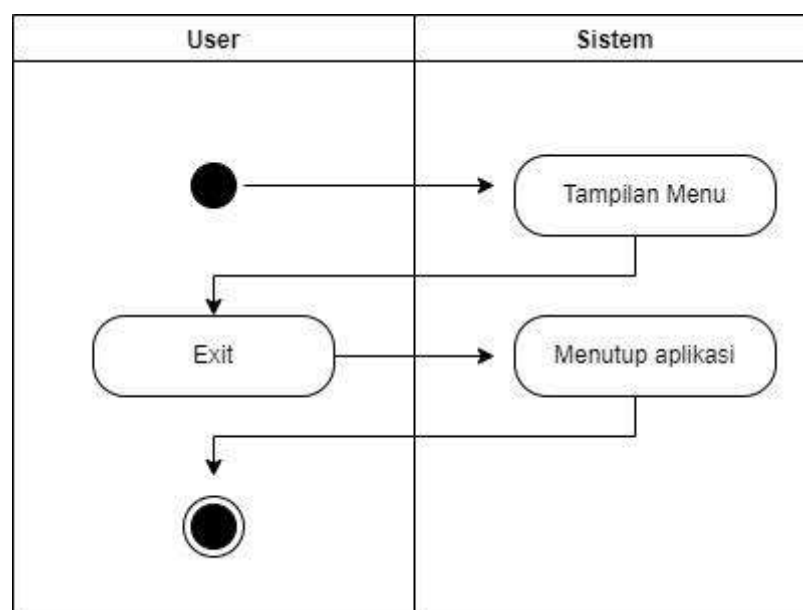 User
Sistem
Tampilan Menu
Exit
Menutup aplikasi